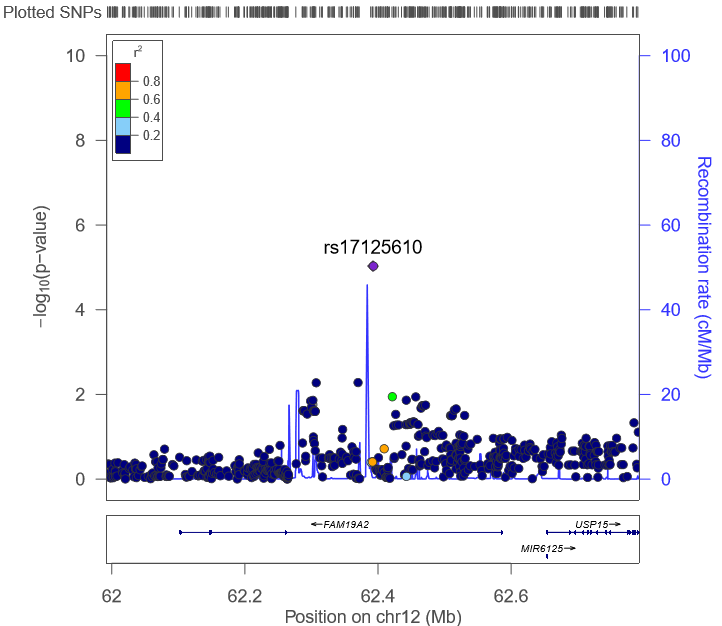 Plotted SNPs
10
8
6
4
2
0
−log10(p−value)
r2
0.8
0.6
0.4
0.2
rs17125610
100
80
60
40
20
0
Recombination rate (cM/Mb)
←FAM19A2
USP15→
MIR6125→
62
62.2
62.4
62.6
Position on chr12 (Mb)